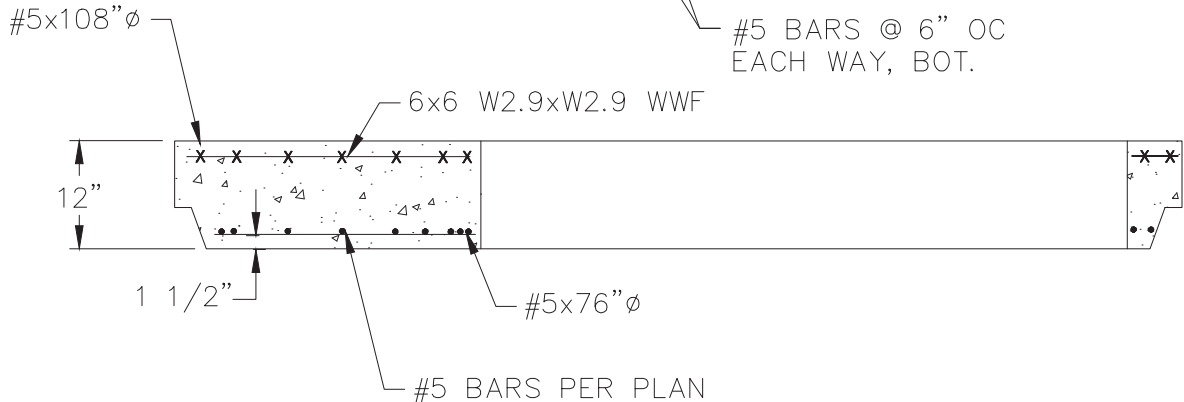 #5x108"ø
#5 BARS @ 6" OC
EACH WAY, BOT.
6x6 W2.9xW2.9 WWF
12"
1 1/2"
#5x76"ø
#5 BARS PER PLAN